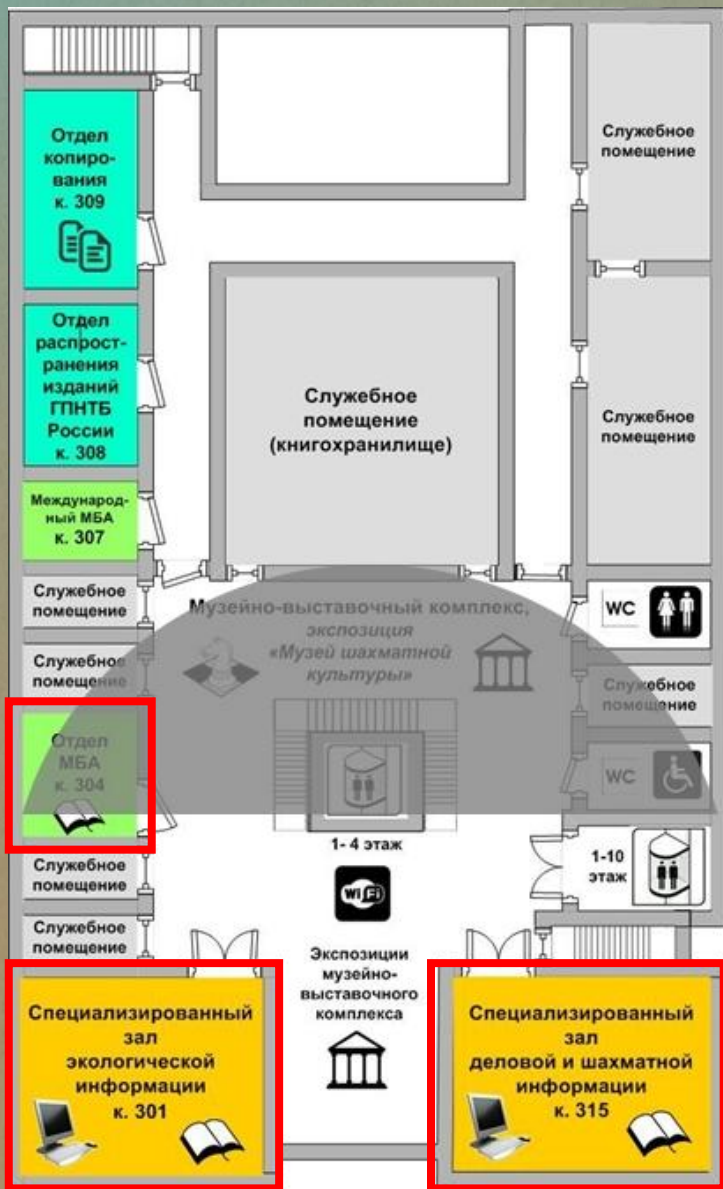 Отдел
копиро-
вания
к. 309
Служебное
помещение
Отдел
распрост-
ранения
изданий
ГПНТБ
России
к. 308
Служебное
помещение
(книгохранилище)
Служебное
помещение
Международ-
ный МБА
к. 307
Служебное
помещение
Музейно-выставочный комплекс,
экспозиция
«Музей шахматной
культуры»
WC
Служебное
помещение
Служебное
помещение
Отдел
МБА
к. 304
WC
1- 4 этаж
1-10
этаж
Служебное
помещение
WiFi
Служебное
помещение
Экспозиции
музейно-
выставочного
комплекса
Специализированный
зал
экологической
информации
к. 301
Специализированный
зал
деловой и шахматной
информации
к. 315